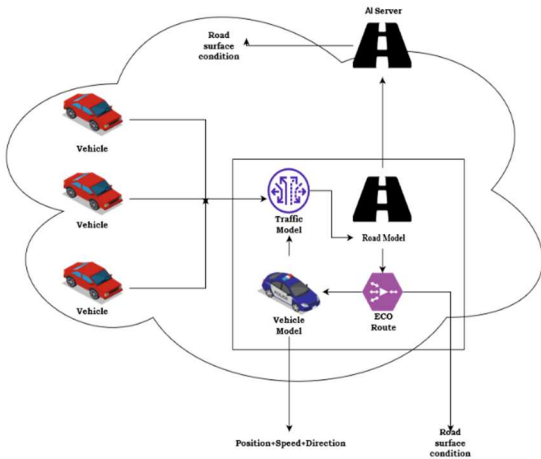 AI Server
Road
surface
condition
Vehicle
Vehicle
Vehicle
Traffic
Model
Road Model
Vehicle
Model
ECO
Route
Position+Speed+Direction
Road
surface
condition